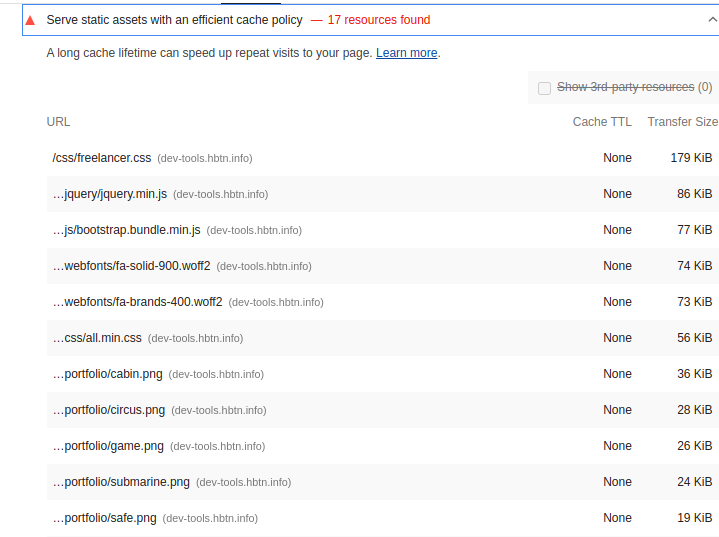 Serve static assets with an efficient cache policy — 17 resources found
A long cache lifetime can speed up repeat visits to your page. Learn more.
Show 3rd-party resources (0)
URL Cache TTL Transfer Size
/css/freelancer.css (dev-tools.hbtn.info) None 179 KiB
…jquery/jquery.min.js (dev-tools.hbtn.info) None 86 KiB
…js/bootstrap.bundle.min.js (dev-tools.hbtn.info) None 77 KiB
…webfonts/fa-solid-900.woff2 (dev-tools.hbtn.info) None 74 KiB
…webfonts/fa-brands-400.woff2 (dev-tools.hbtn.info) None 73 KiB
…css/all.min.css (dev-tools.hbtn.info) None 56 KiB
…portfolio/cabin.png (dev-tools.hbtn.info) None 36 KiB
…portfolio/circus.png (dev-tools.hbtn.info) None 28 KiB
…portfolio/game.png (dev-tools.hbtn.info) None 26 KiB
…portfolio/submarine.png (dev-tools.hbtn.info) None 24 KiB
…portfolio/safe.png (dev-tools.hbtn.info) None 19 KiB